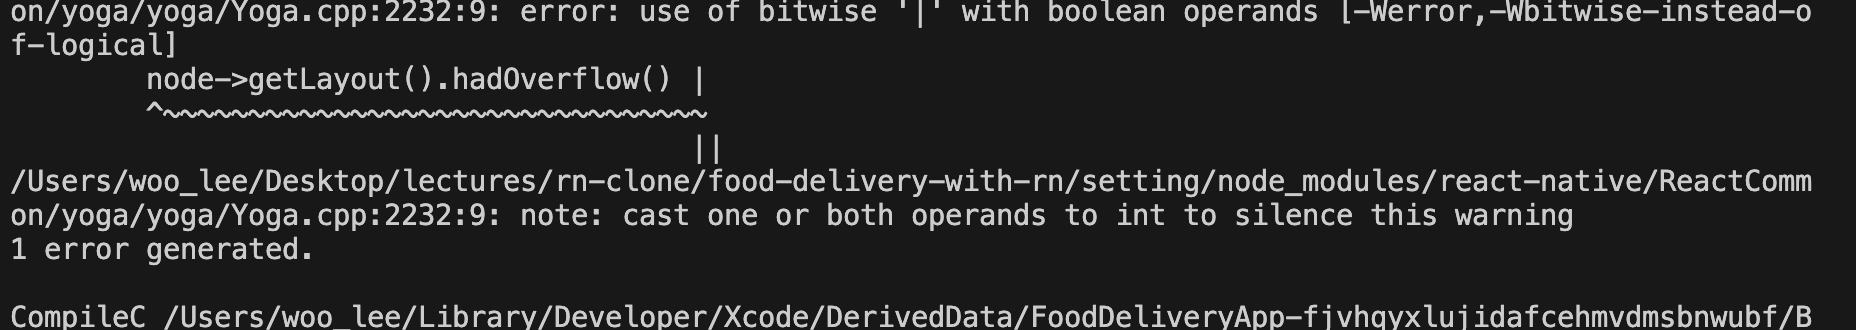 on/yoga/yoga/Yoga.cpp:2232:9: error: use of bitwise '|' with boolean operands [-Werror,-Wbitwise-instead-o
f-logical]
        node->getLayout().hadOverflow() |
        ^~~~~~~~~~~~~~~~~~~~~~~~~~~~~~~~~
                                        ||
/Users/woo_lee/Desktop/lectures/rn-clone/food-delivery-with-rn/setting/node_modules/react-native/ReactComm
on/yoga/yoga/Yoga.cpp:2232:9: note: cast one or both operands to int to silence this warning
1 error generated.

CompileC /Users/woo_lee/Library/Developer/Xcode/DerivedData/FoodDeliveryApp-fjvhqyxlujidafcehmvdmsbnwubf/B